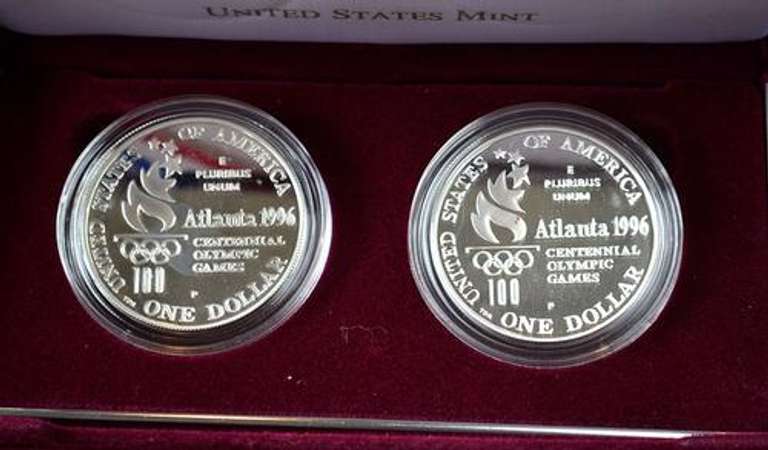 UNITED STATES MINT
UNITED STATES OF AMERICA
E
PLURIBUS
UNUM
Atlanta 1996
CENTENNIAL
OLYMPIC
GAMES
100
P
ONE DOLLAR
UNITED STATES OF AMERICA
E
PLURIBUS
UNUM
Atlanta 1996
CENTENNIAL
OLYMPIC
GAMES
100
P
ONE DOLLAR